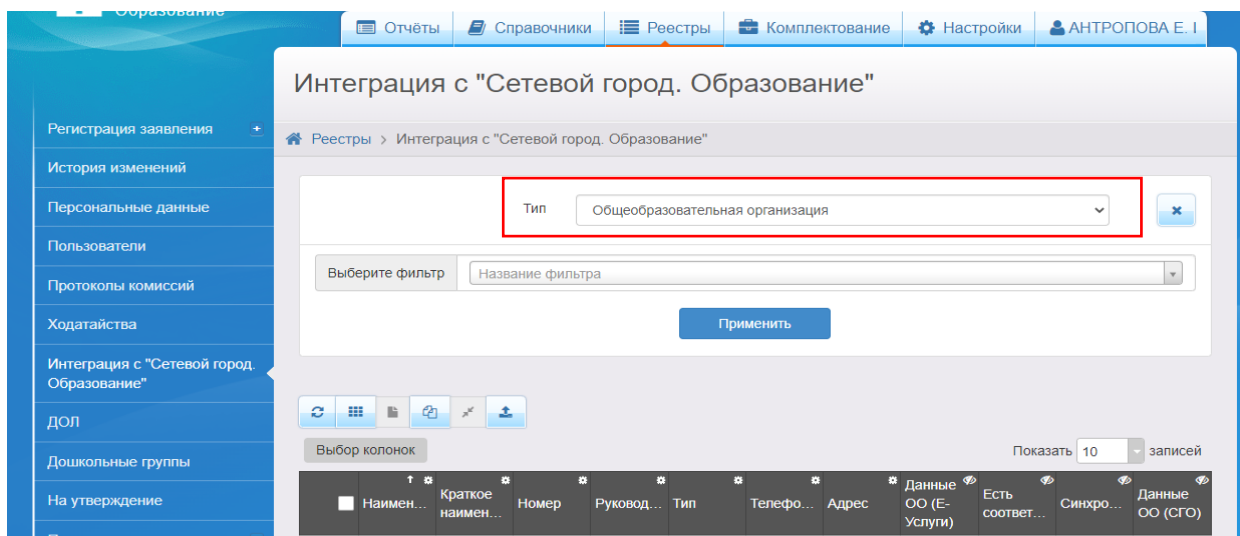 Образование
Отчёты Справочники Реестры Комплектование Настройки АНТРОПОВА Е. I
Интеграция с "Сетевой город. Образование"
Реестры > Интеграция с "Сетевой город. Образование"
Регистрация заявления
История изменений
Персональные данные
Пользователи
Протоколы комиссий
Ходатайства
Интеграция с "Сетевой город.
Образование"
ДОЛ
Дошкольные группы
На утверждение
Тип Общеобразовательная организация
Выберите фильтр Название фильтра
Применить
Выбор колонок
Показать 10 записей
Наимен...
Краткое
наимен...
Номер
Руковод...
Тип
Телефо...
Адрес
Данные
ОО (Е-
Услуги)
Есть
соответ...
Синхро...
Данные
ОО (СГО)